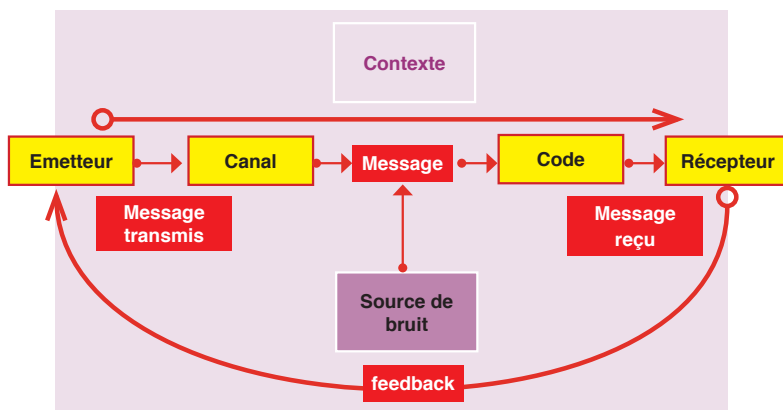 Contexte
Emetteur
Canal
Message
Code
Récepteur
Message
transmis
Message
reçu
Source de
bruit
feedback